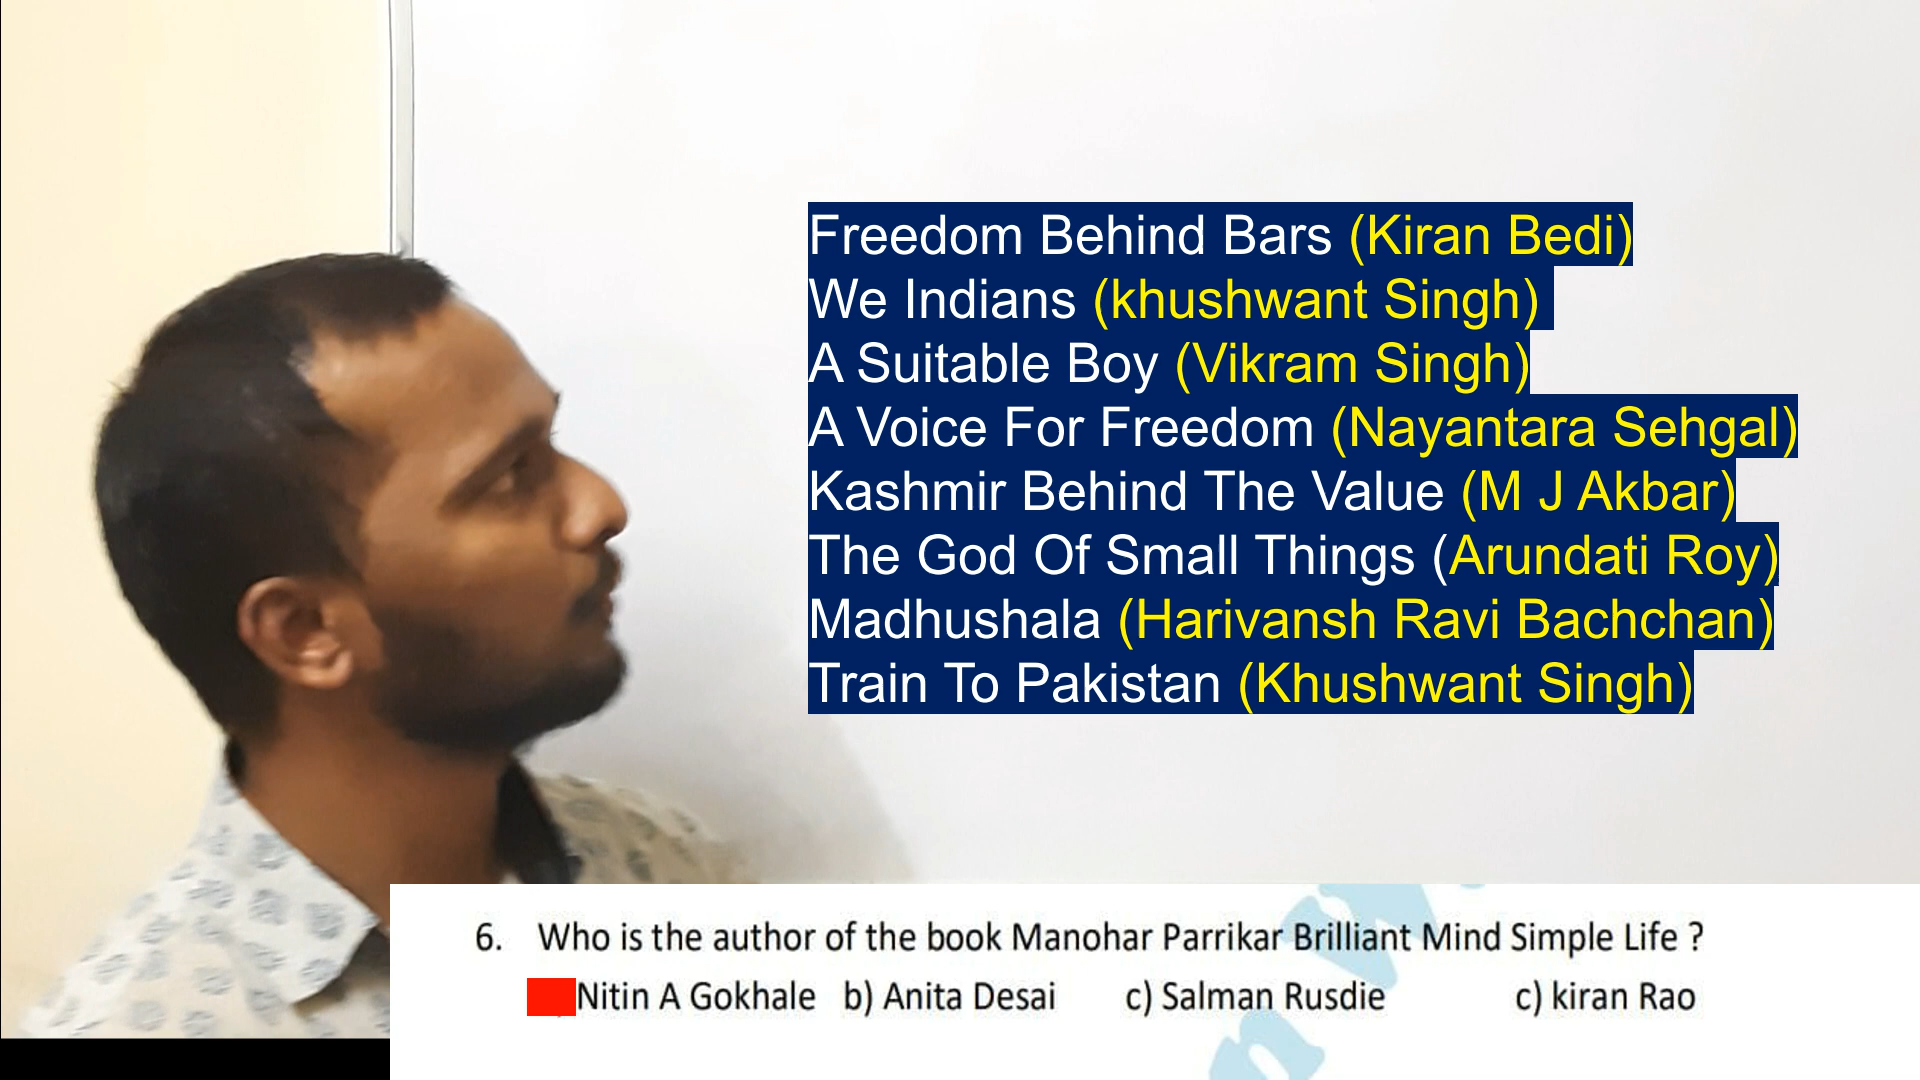 Freedom Behind Bars (Kiran Bedi)
We Indians (khushwant Singh)
A Suitable Boy (Vikram Singh)
A Voice For Freedom (Nayantara Sehgal)
Kashmir Behind The Value (M J Akbar)
The God Of Small Things (Arundati Roy)
Madhushala (Harivansh Ravi Bachchan)
Train To Pakistan (Khushwant Singh)
6. Who is the author of the book Manohar Parrikar Brilliant Mind Simple Life ?
Nitin A Gokhale b) Anita Desai c) Salman Rusdie c) kiran Rao